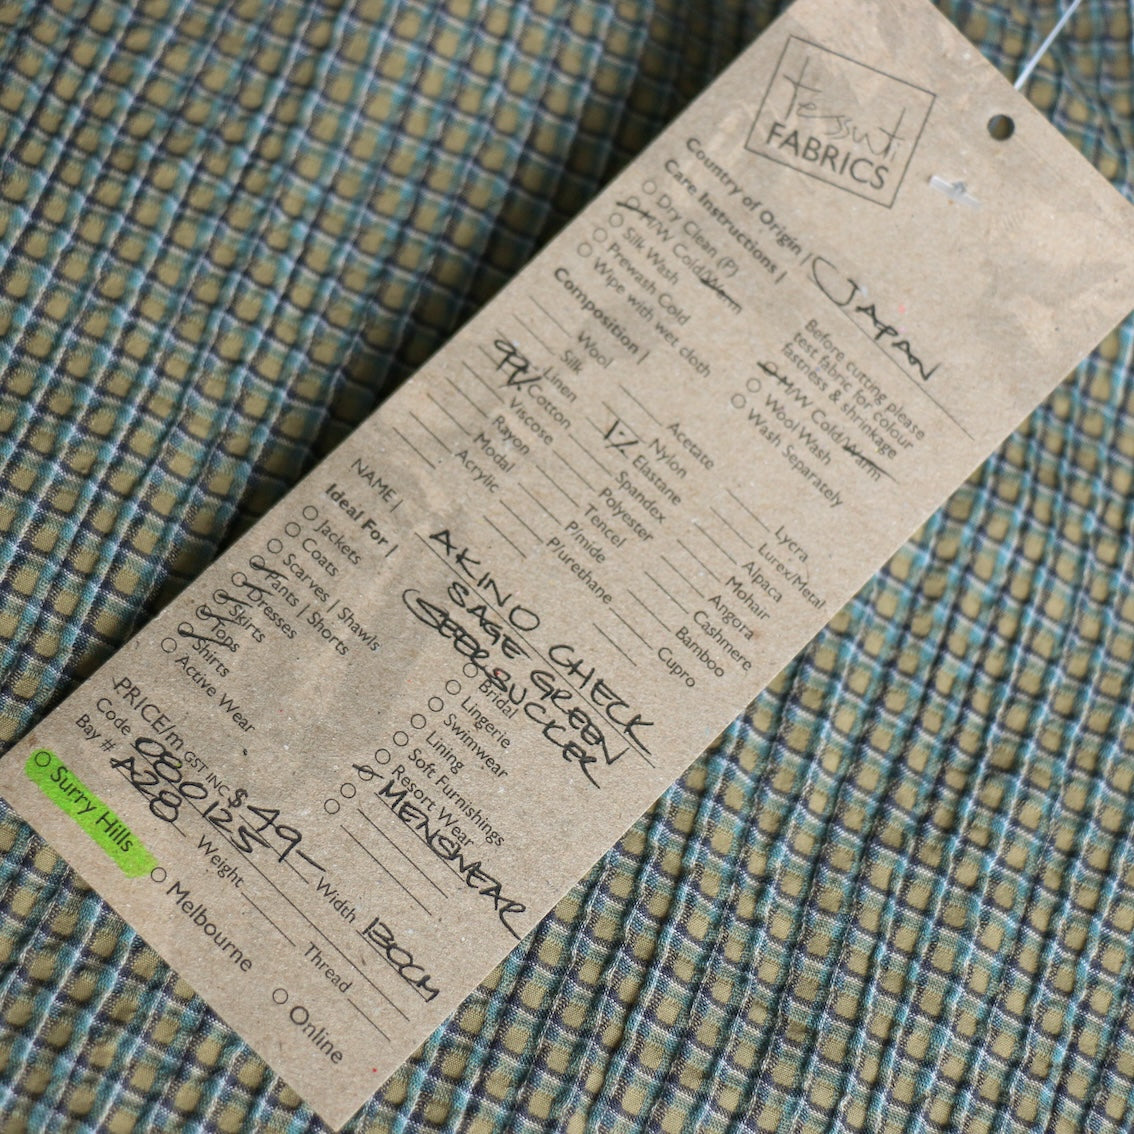 tessuti
FABRICS
Country of Origin | JAPAN
Care Instructions |
Dry Clean (P)
H/W Cold/Warm
Silk Wash
Prewash Cold
Wipe with wet cloth
Before cutting please
test fabric for colour
fastness & shrinkage
H/W Cold/Warm
Wool Wash
Wash Separately
Composition |
Wool
Silk
Linen
99% Cotton
Viscose
Rayon
Modal
Acrylic
Acetate
Nylon
1% Elastane
Spandex
Polyester
Tencel
P/mide
P/urethane
Lycra
Lurex/Metal
Alpaca
Mohair
Angora
Cashmere
Bamboo
Cupro
NAME | AKINO CHECK
SAGE GREEN
(SEERSUCKER
Ideal For |
Jackets
Coats
Scarves | Shawls
Pants | Shorts
Dresses
Skirts
Tops
Shirts
Active Wear
Bridal
Lingerie
Swimwear
Lining
Soft Furnishings
Resort Wear
MENSWEAR
PRICE/m GST INC $49- Width 130CM
Code 080125 Weight Thread
Bay # A28
Surry Hills
Melbourne
Online